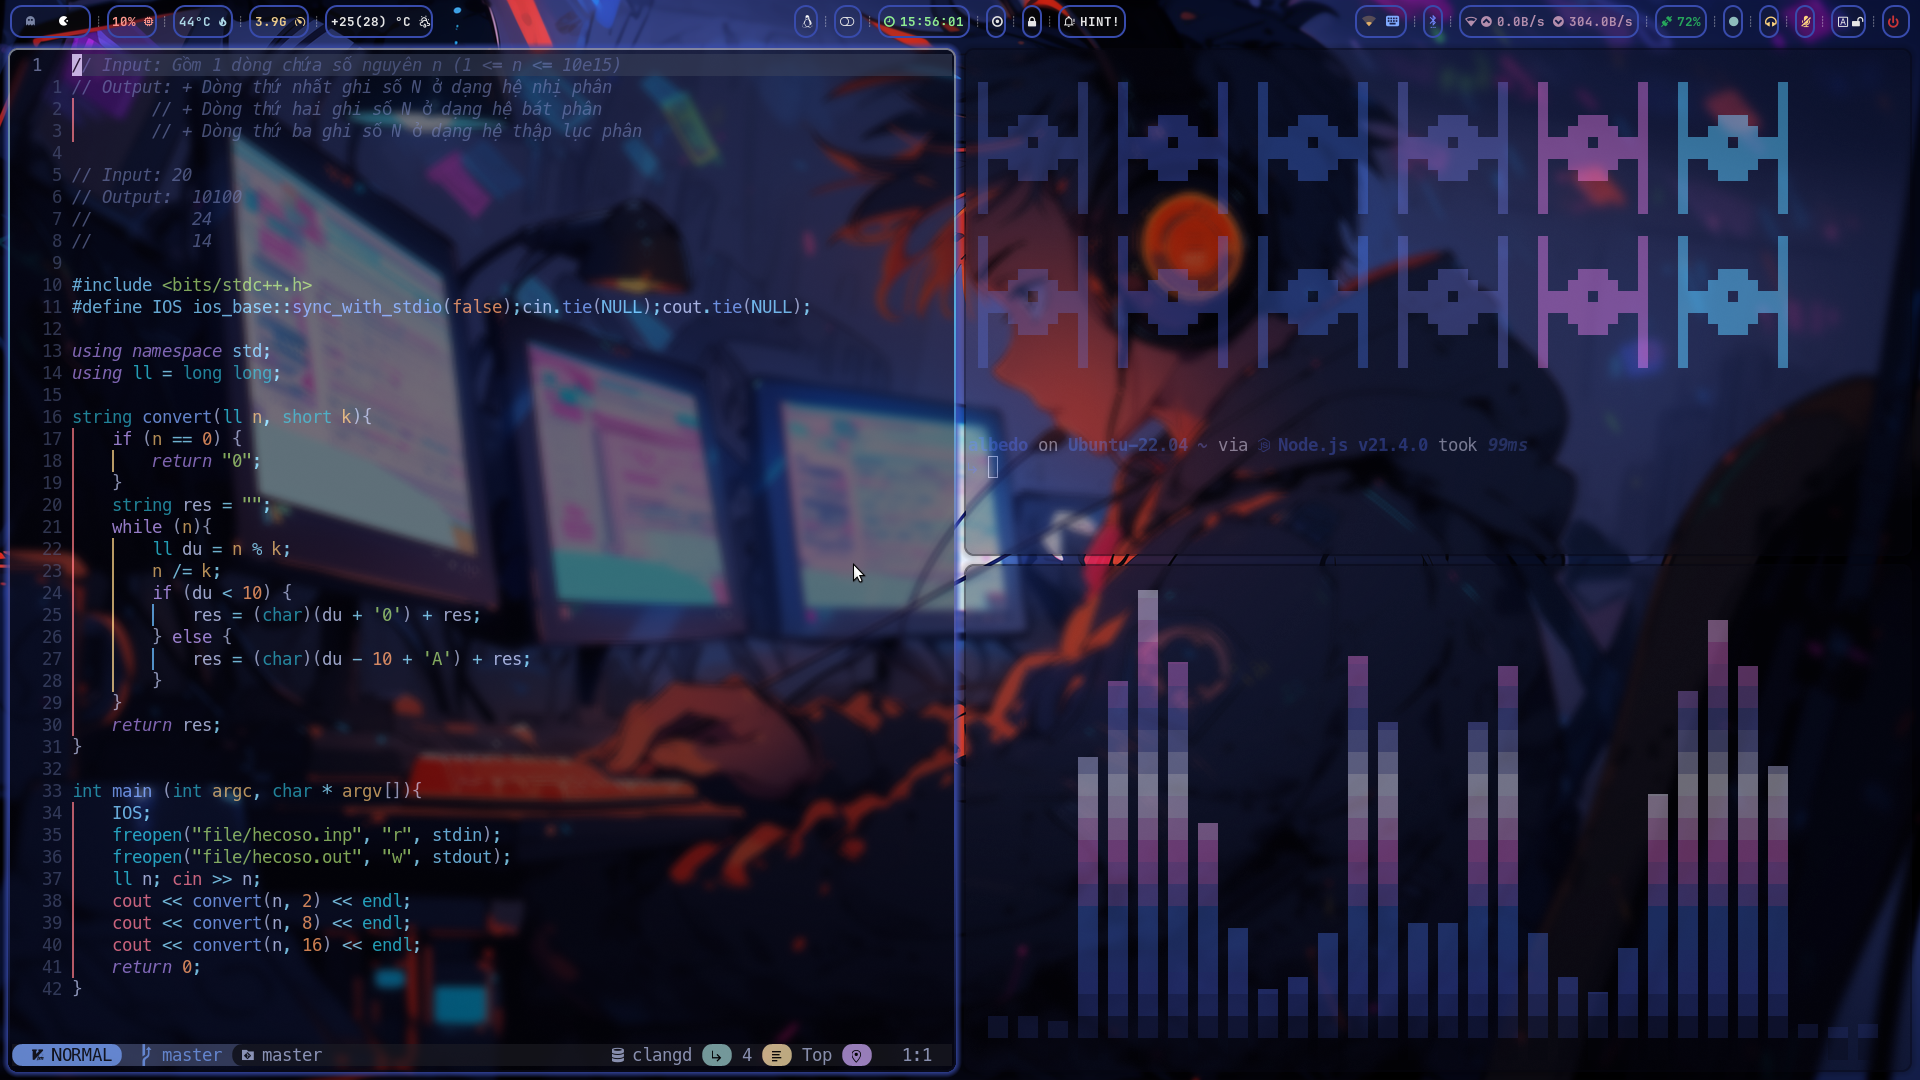 10% 44°C 3.9G +25(28) °C 15:56:01 HINT! 0.0B/s 304.0B/s 72%
1 // Input: Gồm 1 dòng chứa số nguyên n (1 <= n <= 10e15)
1 // Output: + Dòng thứ nhất ghi số N ở dạng hệ nhị phân
2 // + Dòng thứ hai ghi số N ở dạng hệ bát phân
3 // + Dòng thứ ba ghi số N ở dạng hệ thập lục phân
4
5 // Input: 20
6 // Output:  10100
7 //          24
8 //          14
9
10 #include <bits/stdc++.h>
11 #define IOS ios_base::sync_with_stdio(false);cin.tie(NULL);cout.tie(NULL);
12
13 using namespace std;
14 using ll = long long;
15
16 string convert(ll n, short k){
17     if (n == 0) {
18         return "0";
19     }
20     string res = "";
21     while (n){
22         ll du = n % k;
23         n /= k;
24         if (du < 10) {
25             res = (char)(du + '0') + res;
26         } else {
27             res = (char)(du - 10 + 'A') + res;
28         }
29     }
30     return res;
31 }
32
33 int main (int argc, char * argv[]){
34     IOS;
35     freopen("file/hecoso.inp", "r", stdin);
36     freopen("file/hecoso.out", "w", stdout);
37     ll n; cin >> n;
38     cout << convert(n, 2) << endl;
39     cout << convert(n, 8) << endl;
40     cout << convert(n, 16) << endl;
41     return 0;
42 }
NORMAL master master clangd 4 Top 1:1
on Ubuntu-22.04 ~ via Node.js v21.4.0 took 99ms